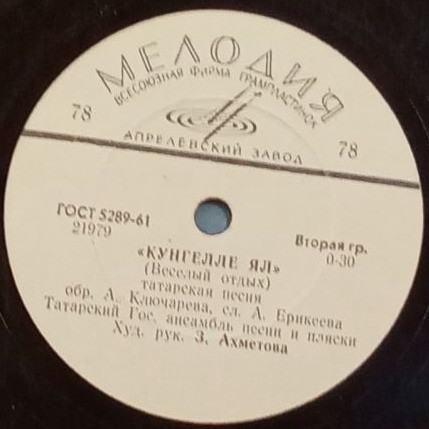 МЕЛОДИЯ
ВСЕСОЮЗНАЯ ФИРМА ГРАМПЛАСТИНОК
78
78
АПРЕЛЕВСКИЙ ЗАВОД
ГОСТ 5289-61
21979
Вторая гр.
0-30
«КУНГЕЛЛЕ ЯЛ»
(Веселый отдых)
татарская песня
обр. А. Ключарева, сл. А. Ерикеева
Татарский Гос. ансамбль песни и пляски
Худ. рук. З. Ахметова